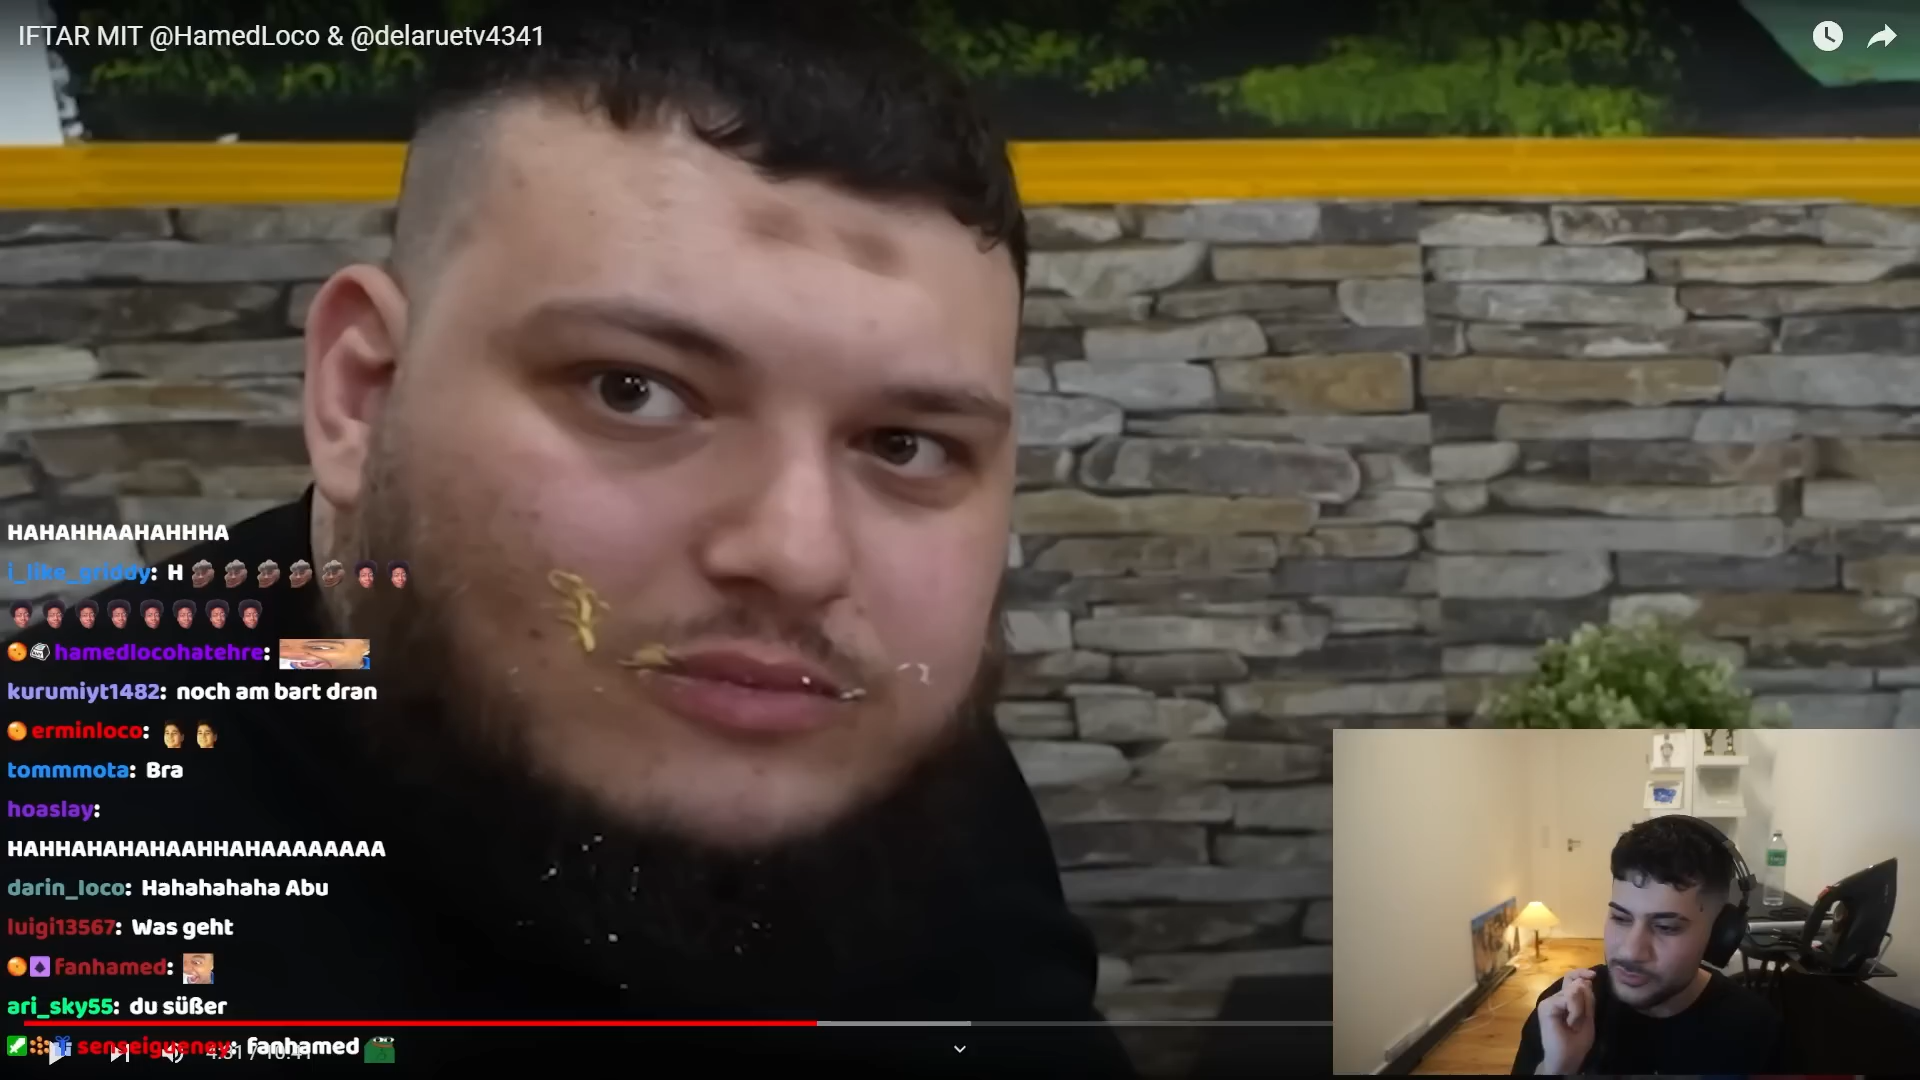 IFTAR MIT @HamedLoco & @delaruetv4341
HAHAHHAAHAHHHA
i_like_griddy: H
hamedlocohatehre:
kurumiyt1482: noch am bart dran
erminloco:
tommmota: Bra
hoaslay:
HAHHAHAHAHAAHHAHAAAAAAAA
darin_loco: Hahahahaha Abu
luigi13567: Was geht
fanhamed:
ari_sky55: du süßer
senseigueney: fanhamed